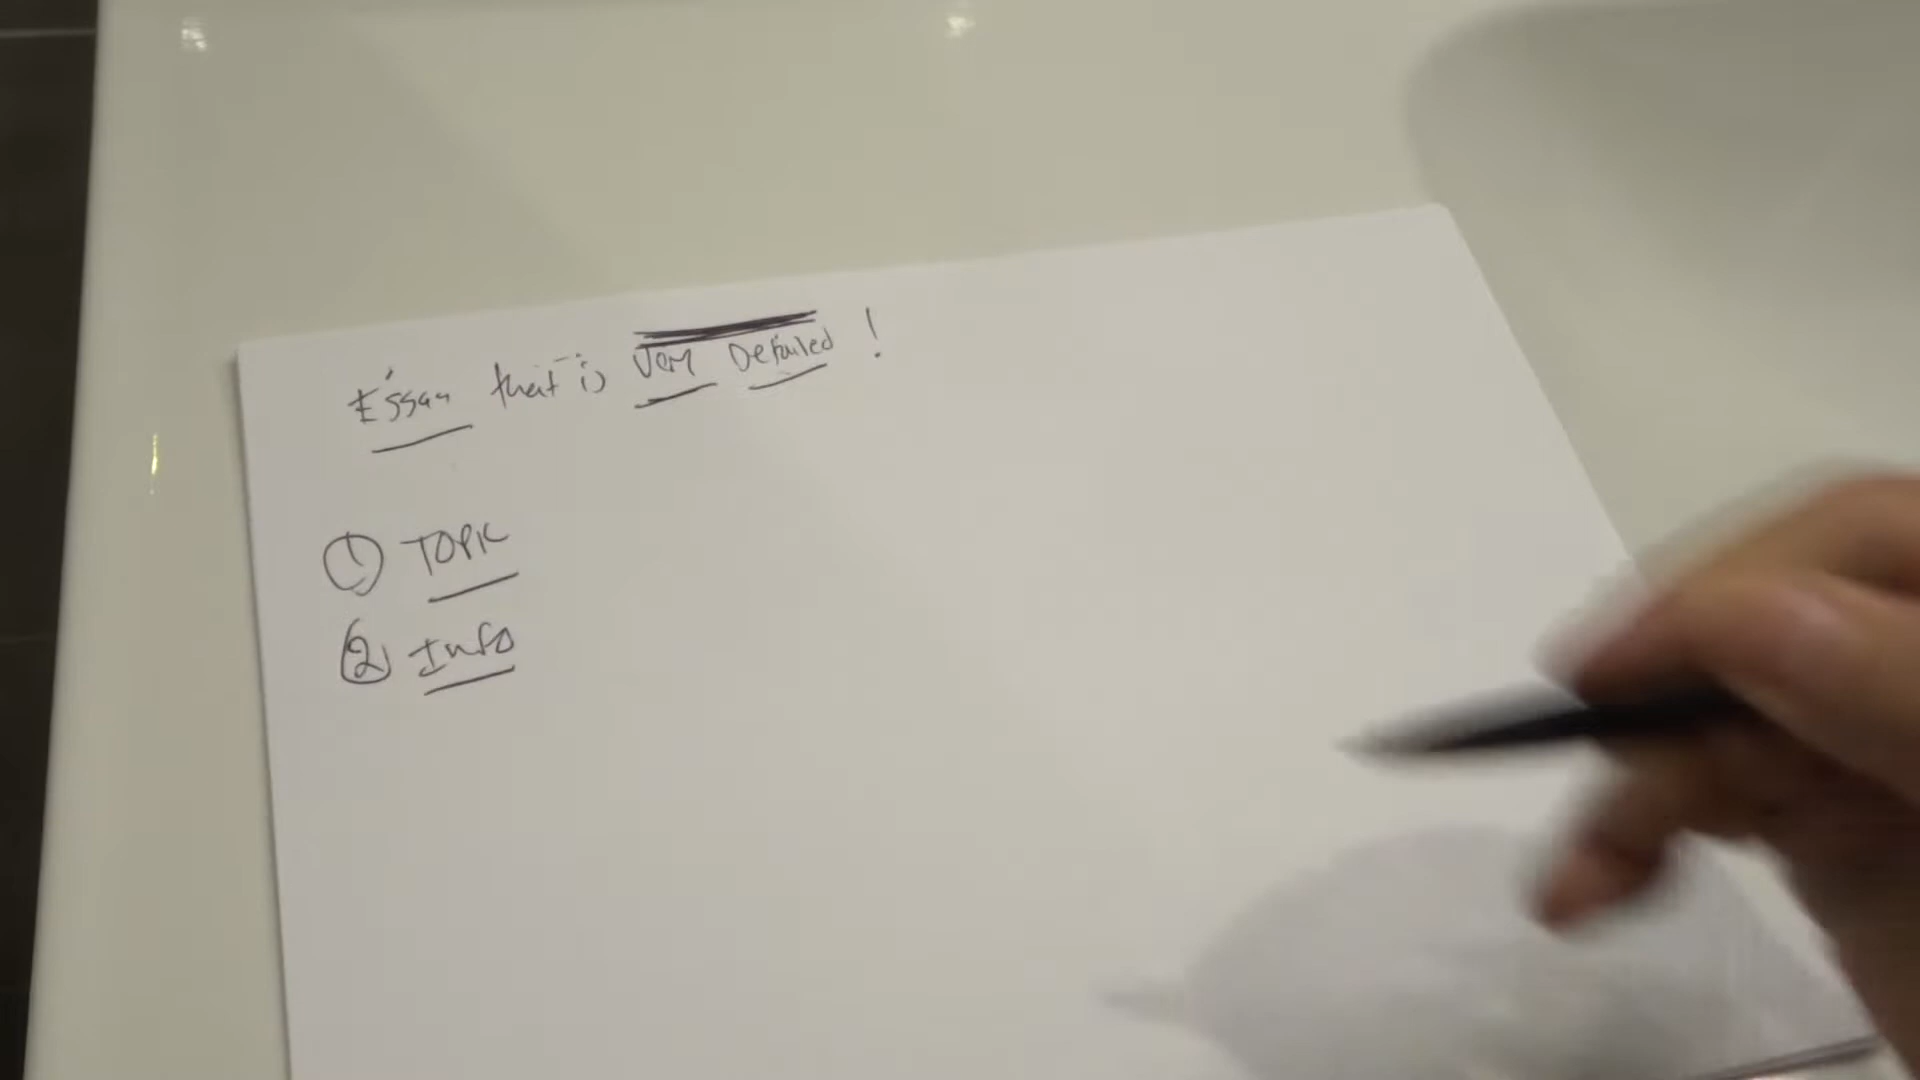 Essay that is Very Detailed !
① TOPIC
② Info